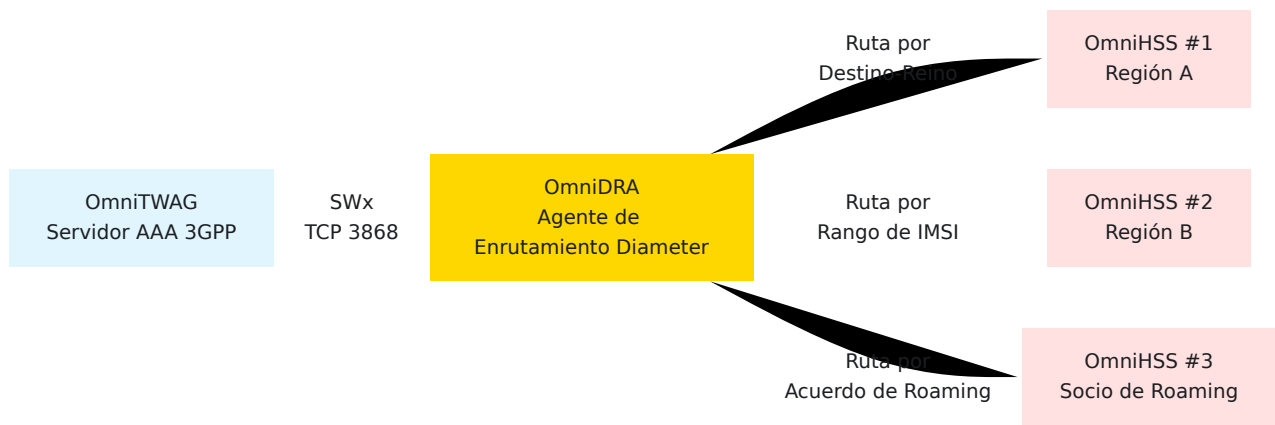 OmniTWAG
Servidor AAA 3GPP
SWx
TCP 3868
OmniDRA
Agente de
Enrutamiento Diameter
Ruta por
Destino-Reino
OmniHSS #1
Región A
Ruta por
Rango de IMSI
OmniHSS #2
Región B
Ruta por
Acuerdo de Roaming
OmniHSS #3
Socio de Roaming